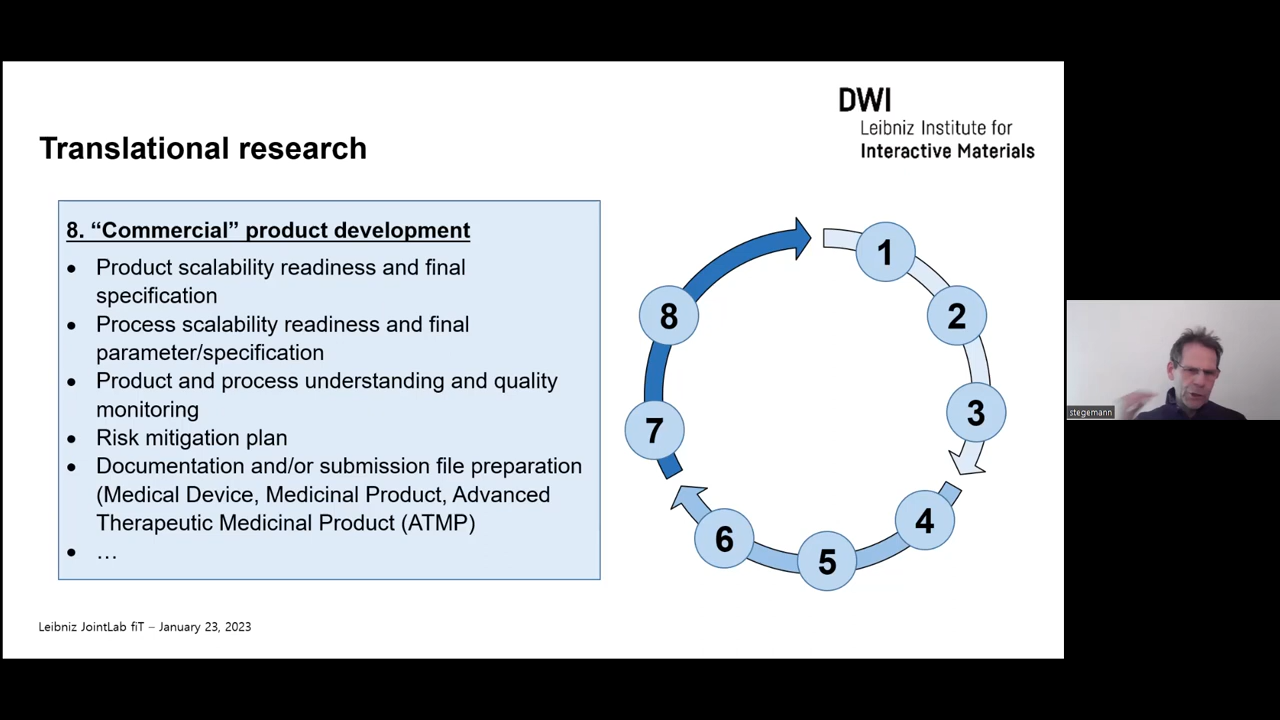 DWI
Leibniz Institute for
Interactive Materials
Translational research
8. “Commercial” product development
• Product scalability readiness and final
specification
• Process scalability readiness and final
parameter/specification
• Product and process understanding and quality
monitoring
• Risk mitigation plan
• Documentation and/or submission file preparation
(Medical Device, Medicinal Product, Advanced
Therapeutic Medicinal Product (ATMP)
• …
1
2
3
4
5
6
7
8
stegemann
Leibniz JointLab fiT – January 23, 2023